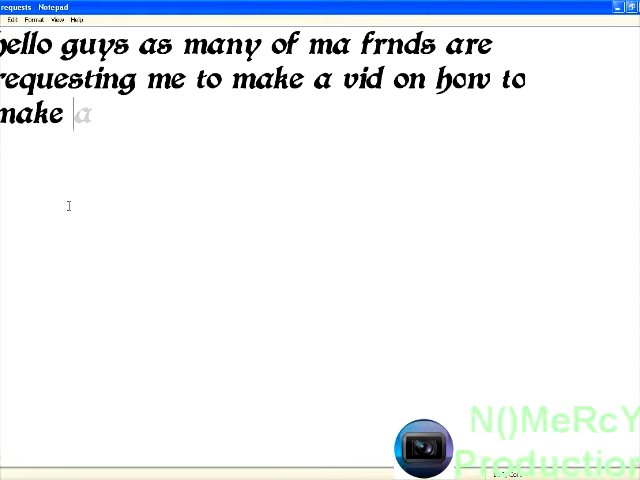 requests Notepad
Edit Format View Help
hello guys as many of ma frnds are
requesting me to make a vid on how to
make a
N()MeRcY
Production